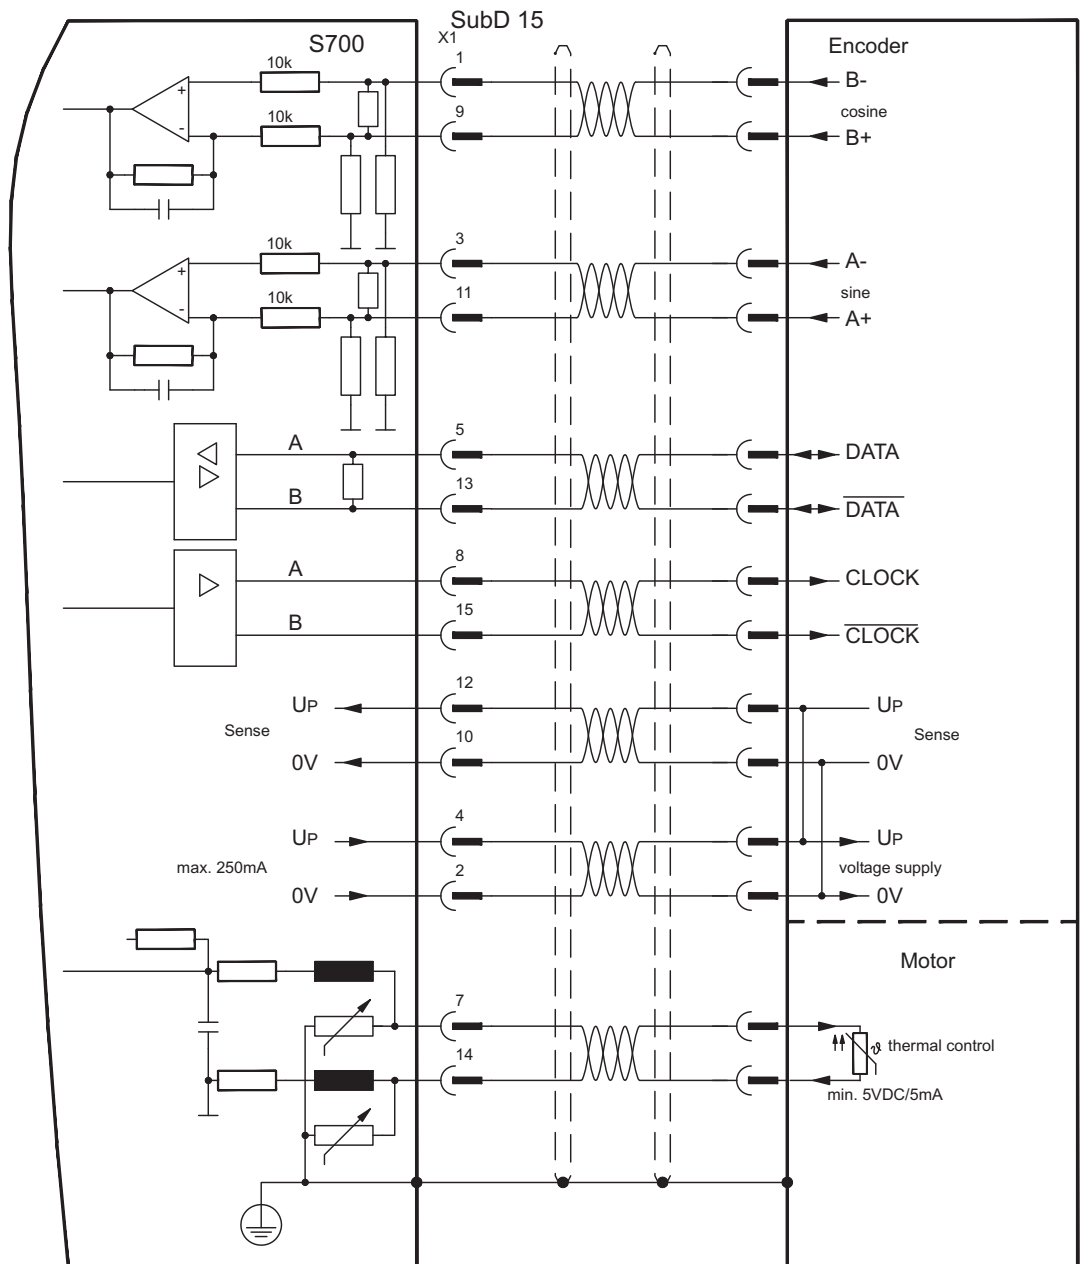 SubD 15
S700
X1
Encoder
10k
1
B-
cosine
10k
9
B+
10k
3
A-
sine
10k
11
A+
A
5
DATA
B
13
DATA
A
8
CLOCK
B
15
CLOCK
UP
12
UP
Sense
Sense
0V
10
0V
UP
4
UP
max. 250mA
voltage supply
0V
2
0V
Motor
7
ϑ thermal control
14
min. 5VDC/5mA